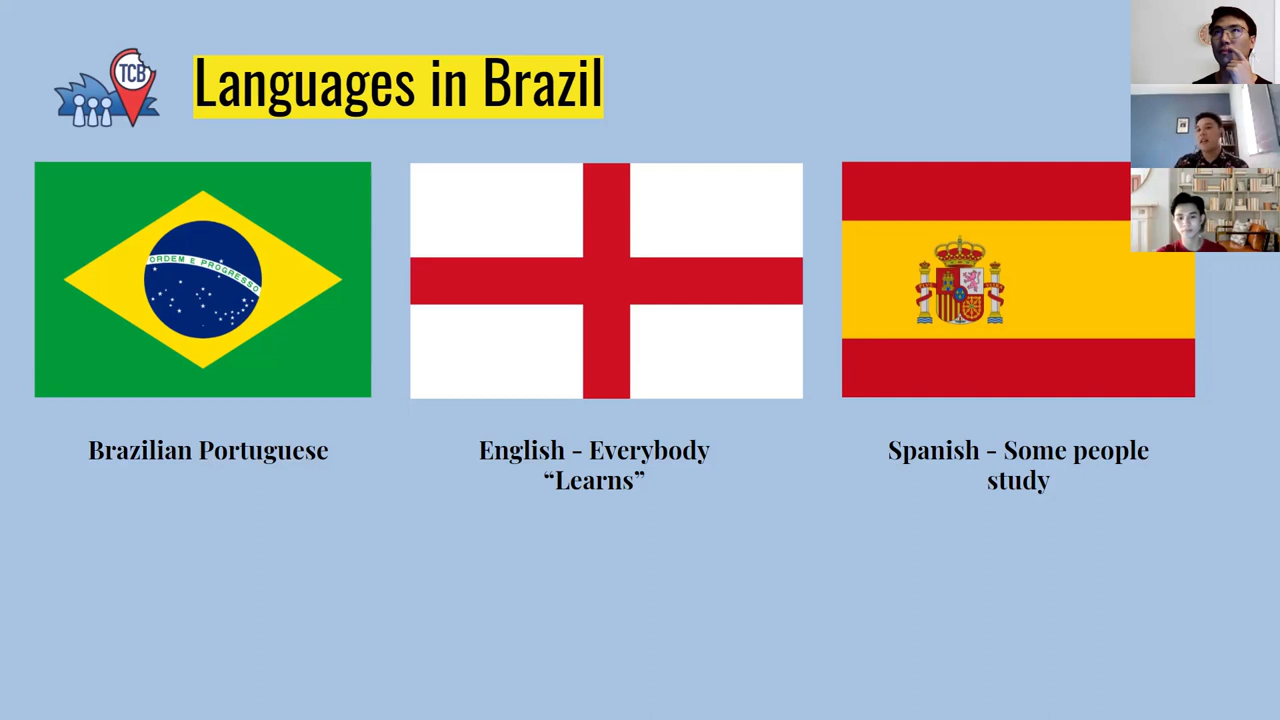 TCB
Languages in Brazil
ORDEM E PROGRESSO
Brazilian Portuguese
English - Everybody
“Learns”
Spanish - Some people
study